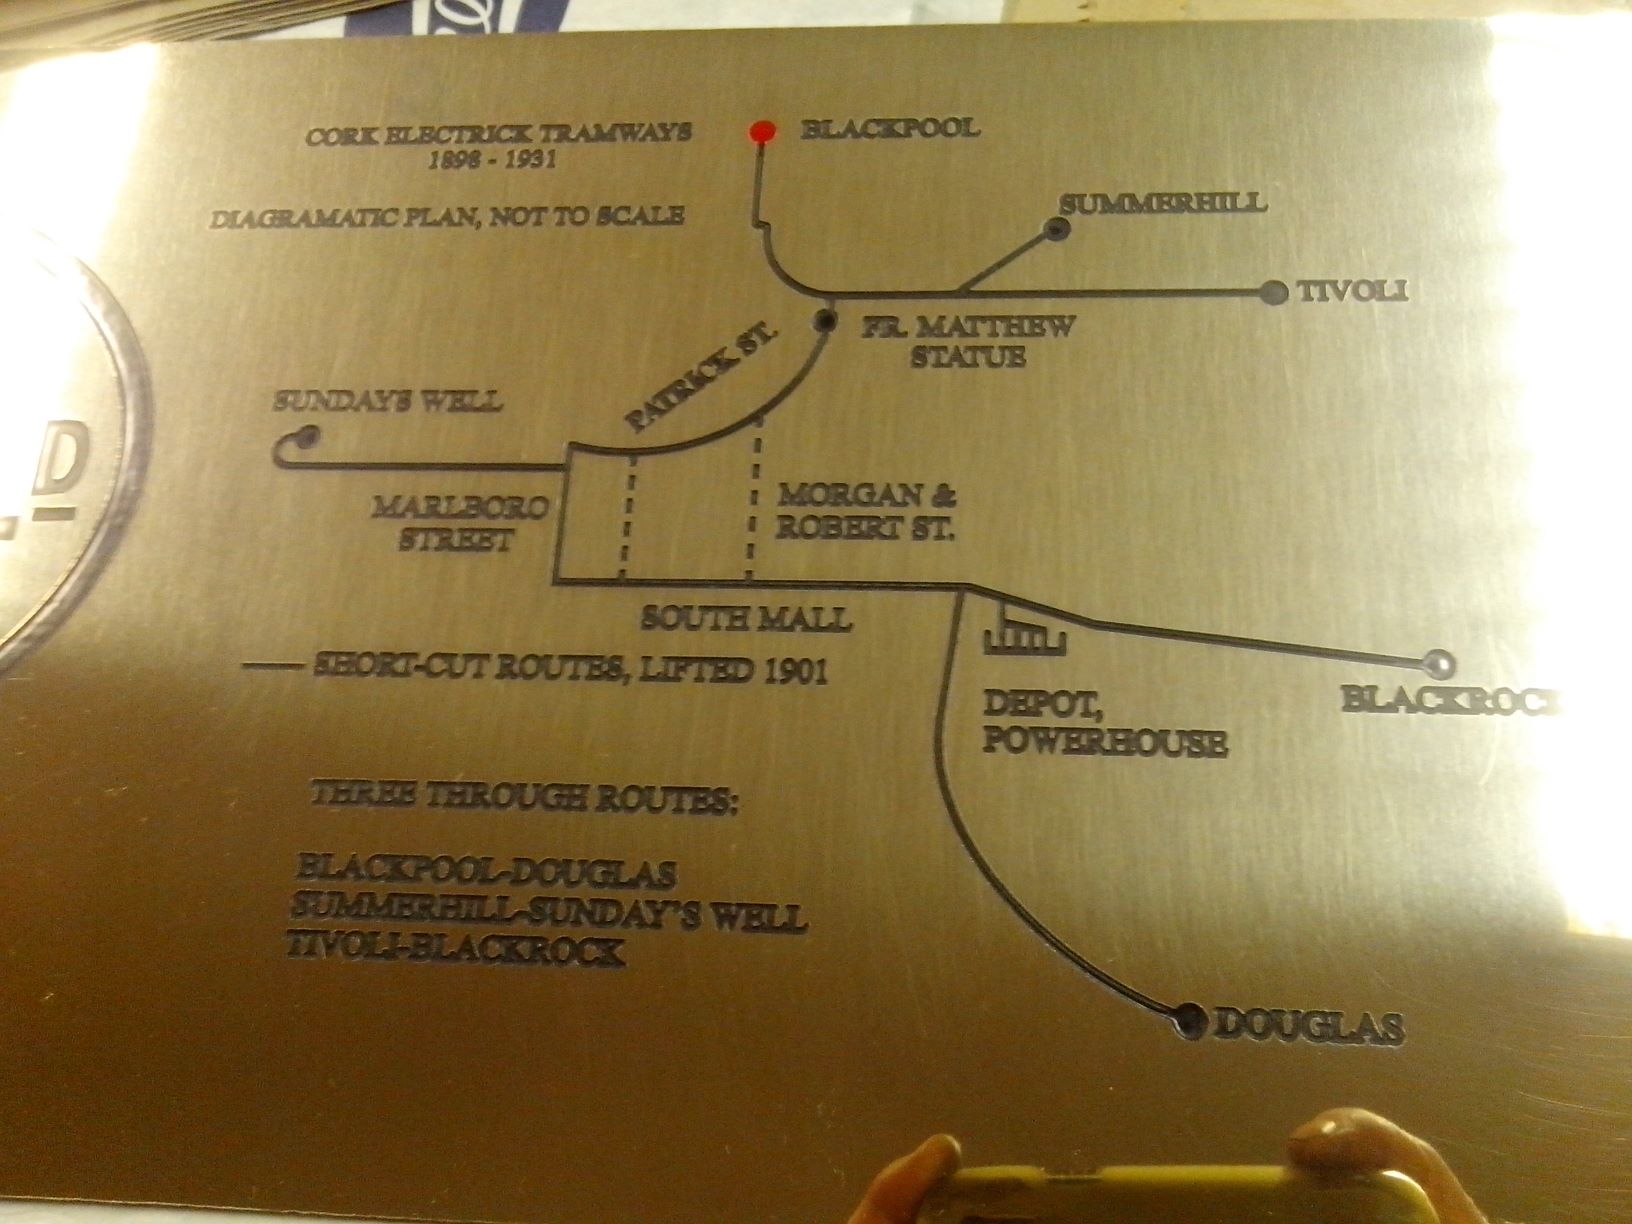 CORK ELECTRICK TRAMWAYS
1898 - 1931
DIAGRAMATIC PLAN, NOT TO SCALE
BLACKPOOL
SUMMERHILL
TIVOLI
FR. MATTHEW
STATUE
PATRICK ST.
SUNDAYS WELL
MARLBORO
STREET
MORGAN &
ROBERT ST.
SOUTH MALL
SHORT-CUT ROUTES, LIFTED 1901
DEPOT,
POWERHOUSE
BLACKROCK
THREE THROUGH ROUTES:
BLACKPOOL-DOUGLAS
SUMMERHILL-SUNDAY'S WELL
TIVOLI-BLACKROCK
DOUGLAS